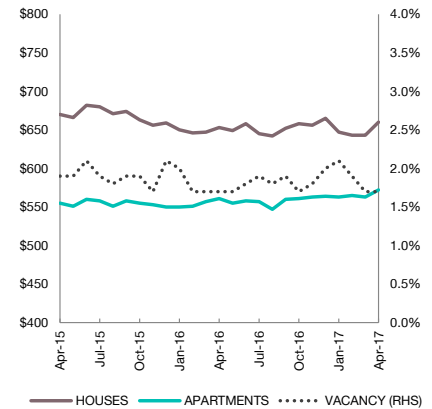 $800
$750
$700
$650
$600
$550
$500
$450
$400
4.0%
3.5%
3.0%
2.5%
2.0%
1.5%
1.0%
0.5%
0.0%
Apr-15
Jul-15
Oct-15
Jan-16
Apr-16
Jul-16
Oct-16
Jan-17
Apr-17
HOUSES APARTMENTS VACANCY (RHS)